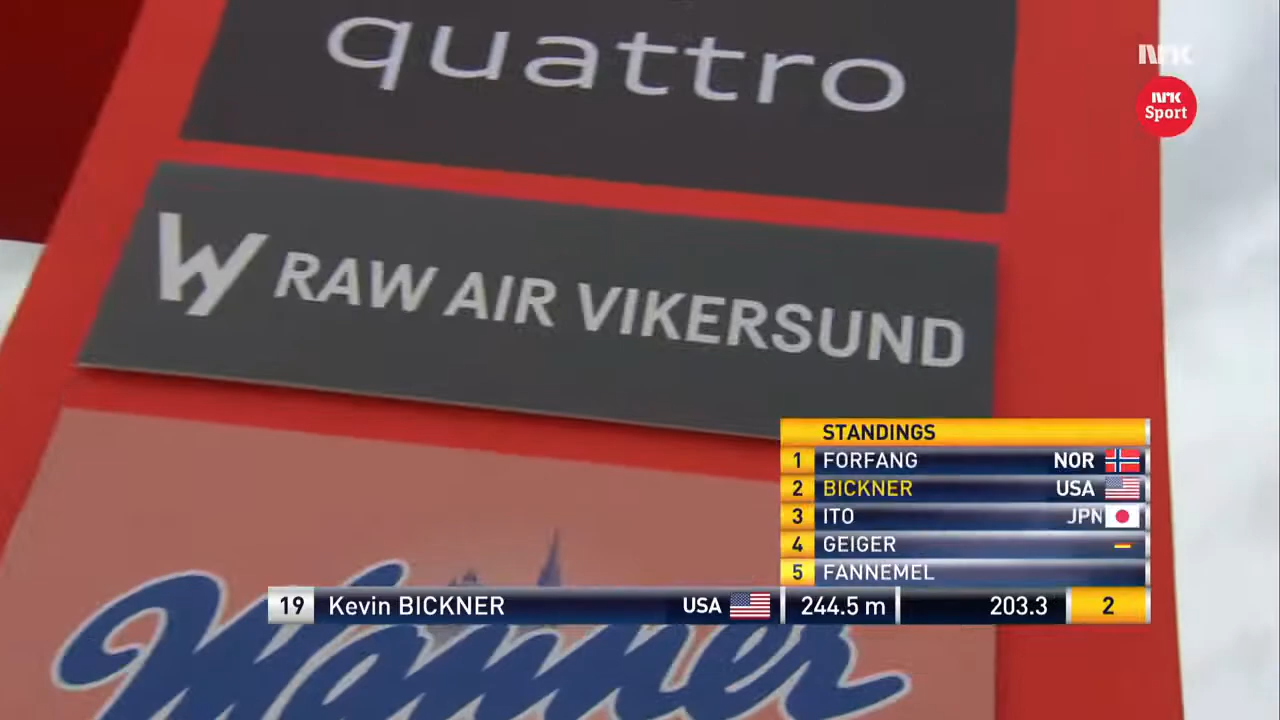 quattro
NRK
NRK
Sport
W RAW AIR VIKERSUND
STANDINGS
1 FORFANG NOR
2 BICKNER USA
3 ITO JPN
4 GEIGER
5 FANNEMEL
19 Kevin BICKNER USA 244.5 m 203.3 2
Manner